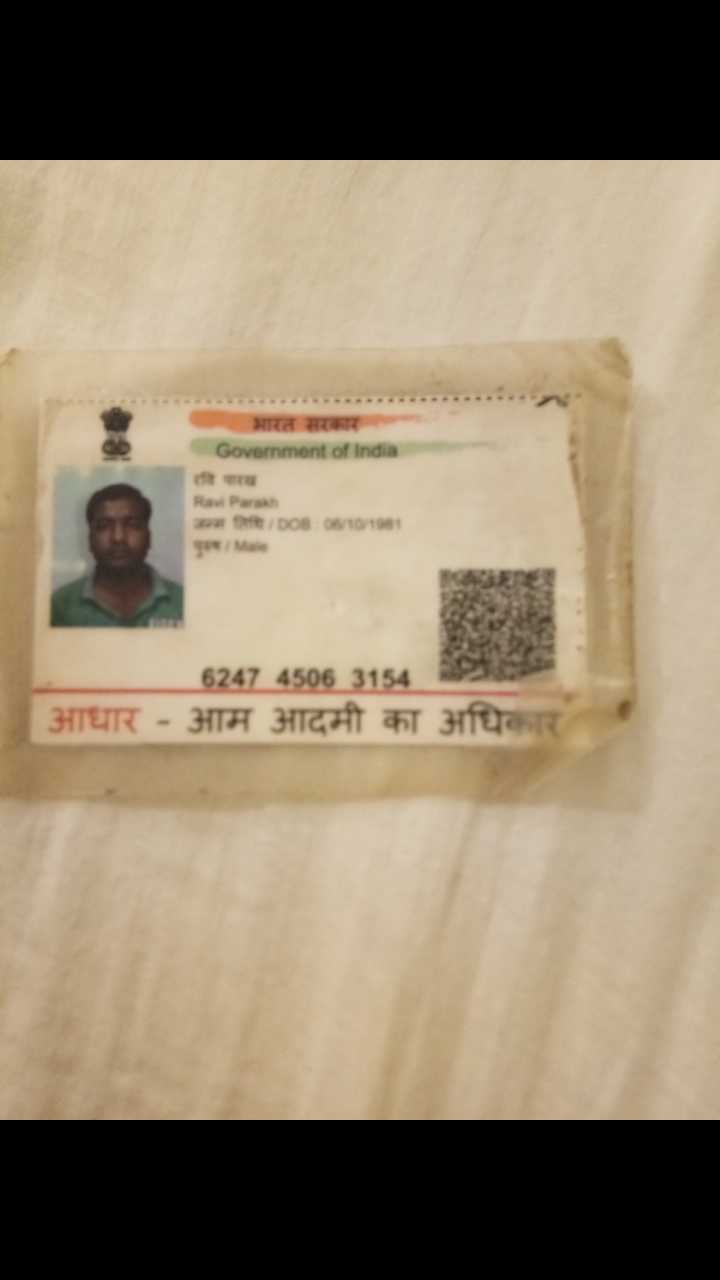 भारत सरकार
Government of India
रवि पारख
Ravi Parakh
जन्म तिथि / DOB : 06/10/1981
पुरुष / Male
6247 4506 3154
आधार - आम आदमी का अधिकार